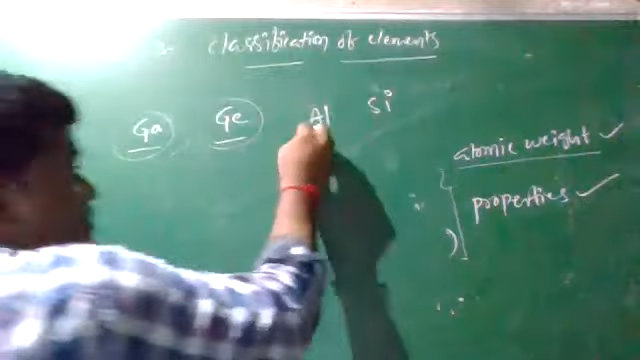 classification of elements
Ga Ge Al Si
atomic weight
properties